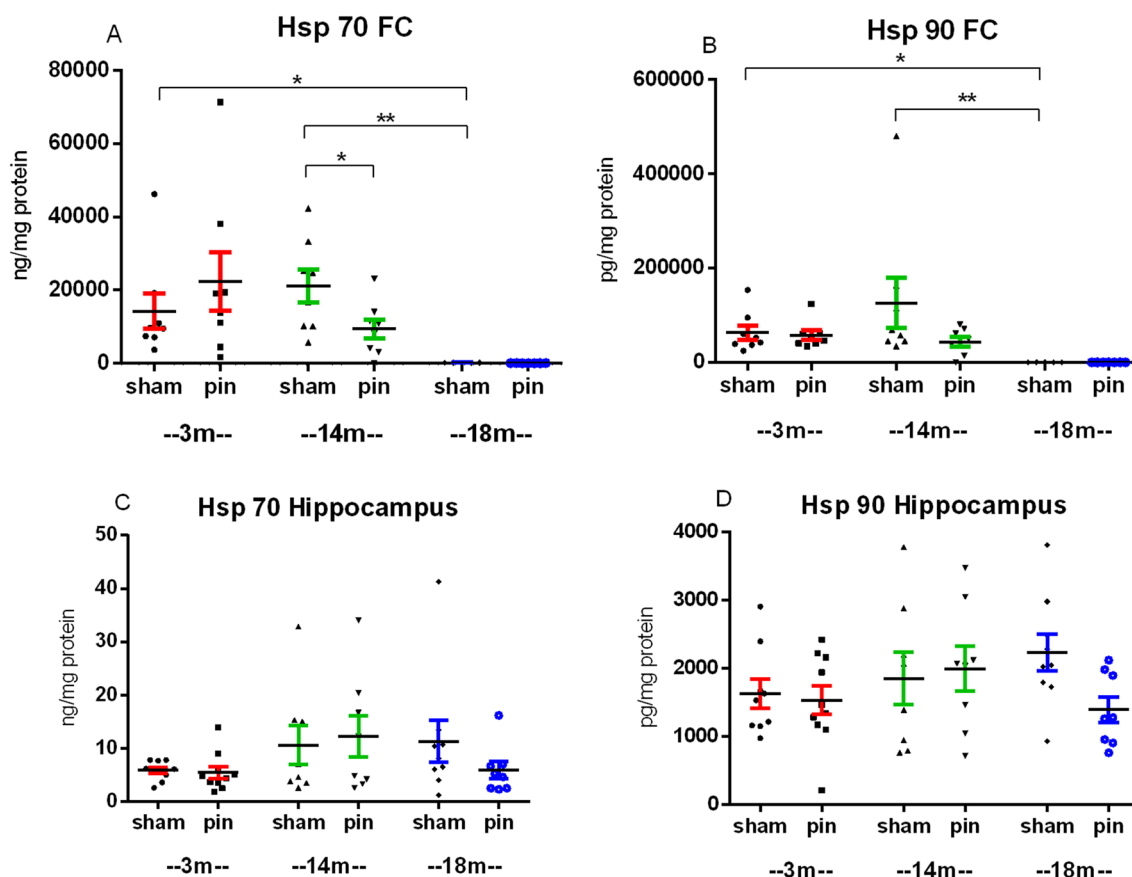 A
Hsp 70 FC
ng/mg protein
80000
60000
40000
20000
0
*
**
*
sham pin sham pin sham pin
--3m-- --14m-- --18m--
B
Hsp 90 FC
pg/mg protein
600000
400000
200000
0
*
**
sham pin sham pin sham pin
--3m-- --14m-- --18m--
C
Hsp 70 Hippocampus
ng/mg protein
50
40
30
20
10
0
sham pin sham pin sham pin
--3m-- --14m-- --18m--
D
Hsp 90 Hippocampus
pg/mg protein
4000
3000
2000
1000
0
sham pin sham pin sham pin
--3m-- --14m-- --18m--